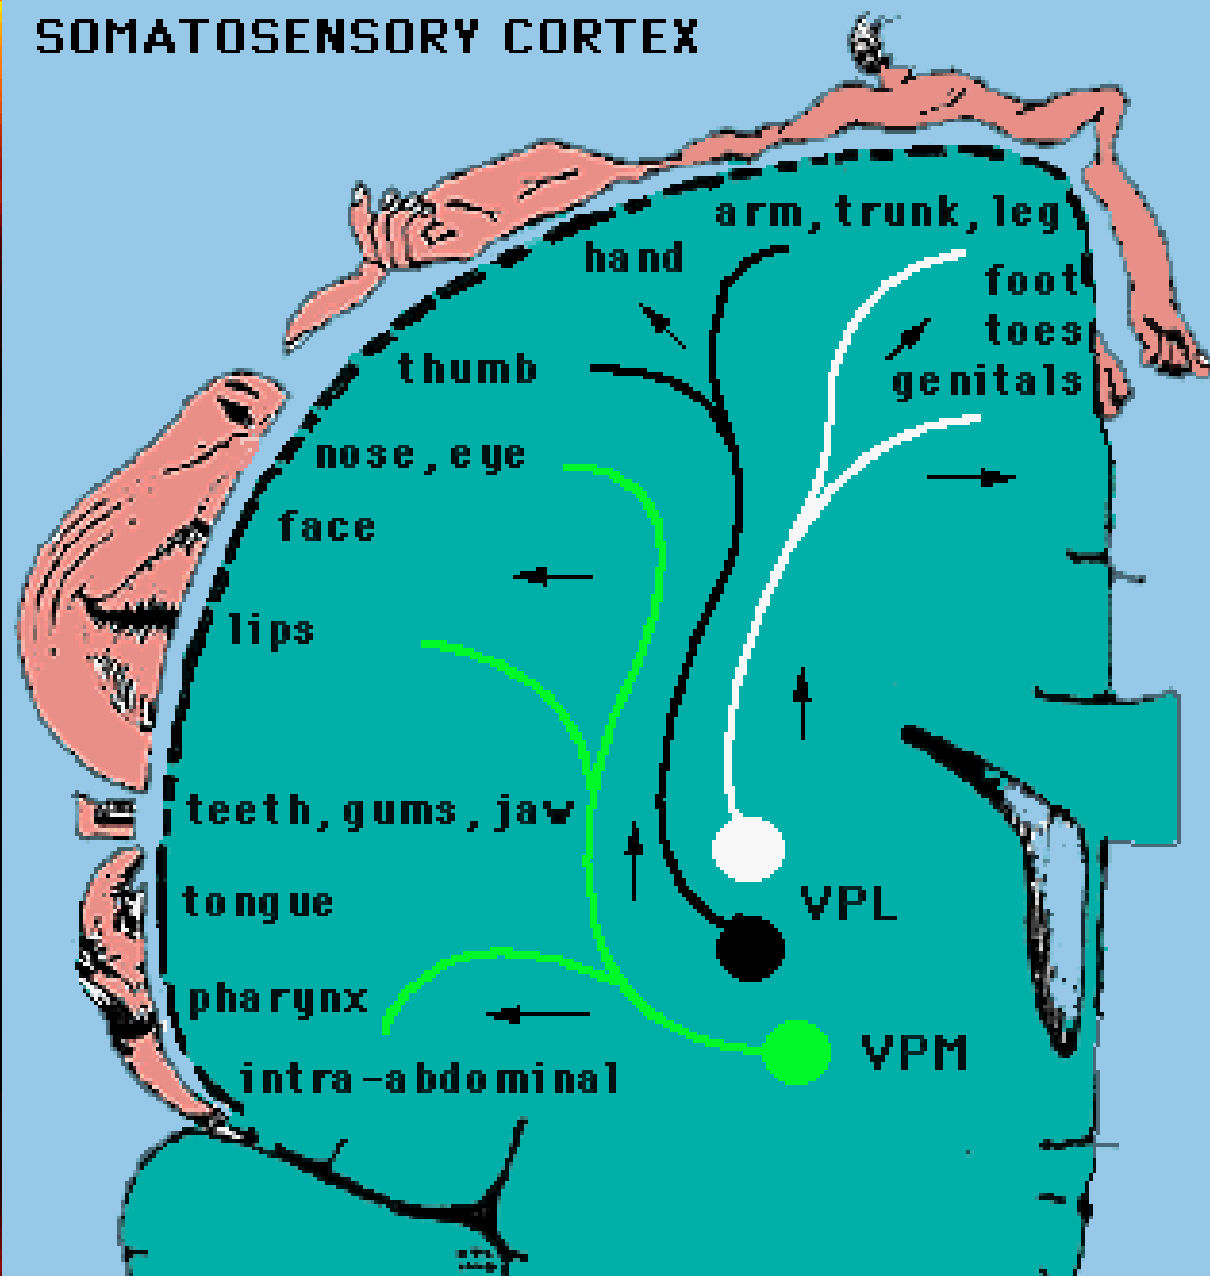 SOMATOSENSORY CORTEX
arm, trunk, leg
hand
foot
toes
thumb
genitals
nose, eye
face
lips
teeth, gums, jaw
tongue
VPL
pharynx
VPM
intra-abdominal